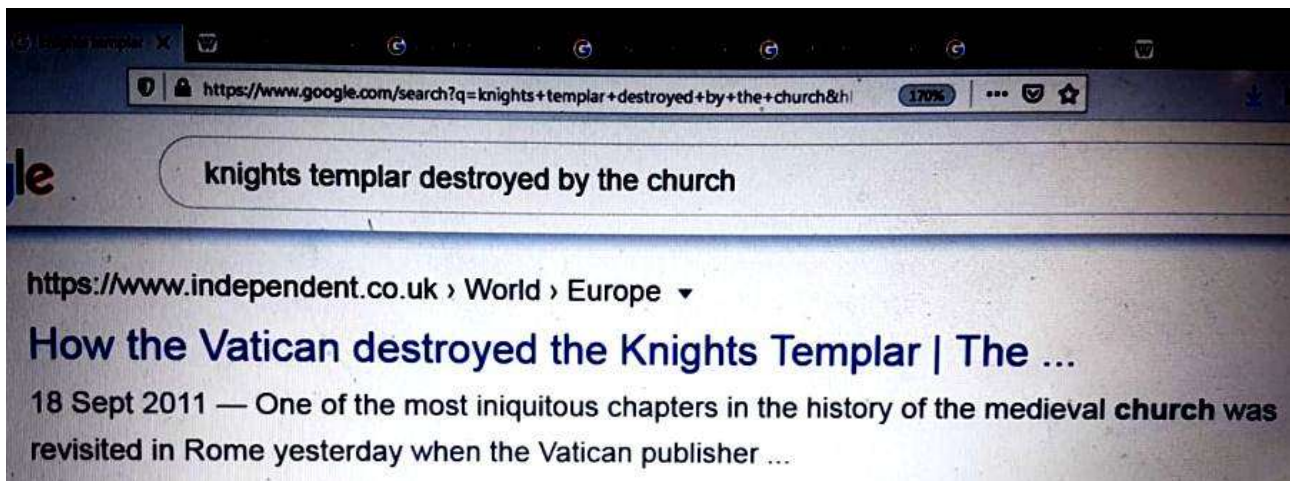 https://www.google.com/search?q=knights+templar+destroyed+by+the+church&hl
170%
le
knights templar destroyed by the church
https://www.independent.co.uk › World › Europe
How the Vatican destroyed the Knights Templar | The ...
18 Sept 2011 — One of the most iniquitous chapters in the history of the medieval church was
revisited in Rome yesterday when the Vatican publisher ...